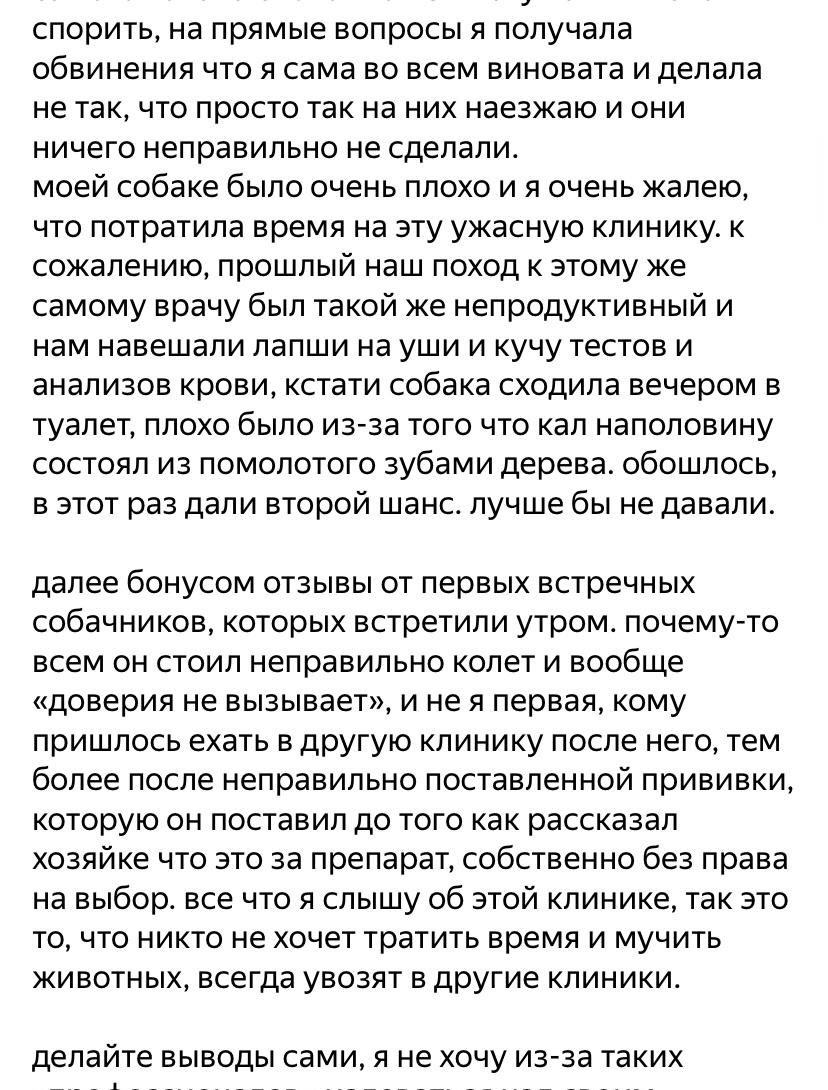 спорить, на прямые вопросы я получала
обвинения что я сама во всем виновата и делала
не так, что просто так на них наезжаю и они
ничего неправильно не сделали.
моей собаке было очень плохо и я очень жалею,
что потратила время на эту ужасную клинику. к
сожалению, прошлый наш поход к этому же
самому врачу был такой же непродуктивный и
нам навешали лапши на уши и кучу тестов и
анализов крови, кстати собака сходила вечером в
туалет, плохо было из-за того что кал наполовину
состоял из помолотого зубами дерева. обошлось,
в этот раз дали второй шанс. лучше бы не давали.
далее бонусом отзывы от первых встречных
собачников, которых встретили утром. почему-то
всем он стоил неправильно колет и вообще
«доверия не вызывает», и не я первая, кому
пришлось ехать в другую клинику после него, тем
более после неправильно поставленной прививки,
которую он поставил до того как рассказал
хозяйке что это за препарат, собственно без права
на выбор. все что я слышу об этой клинике, так это
то, что никто не хочет тратить время и мучить
животных, всегда увозят в другие клиники.
делайте выводы сами, я не хочу из-за таких